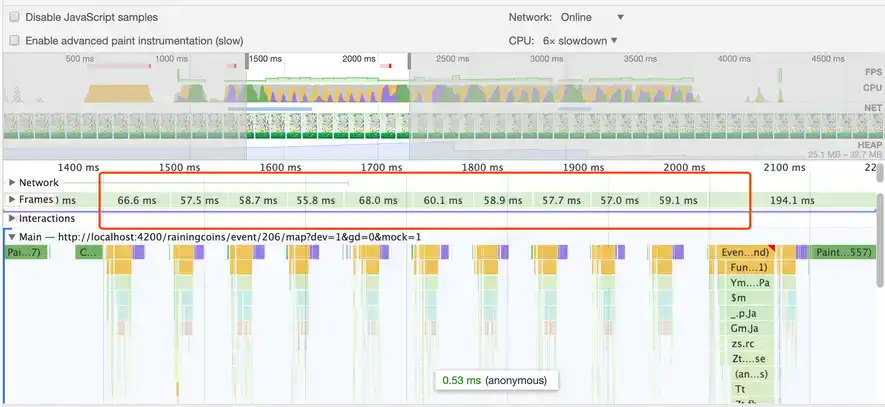 Disable JavaScript samples Network: Online
Enable advanced paint instrumentation (slow) CPU: 6× slowdown
500 ms 1000 ms 1500 ms 2000 ms 2500 ms 3000 ms 3500 ms 4000 ms 4500 ms
FPS
CPU
NET
HEAP
25.1 MB – 32.7 MB
1400 ms 1500 ms 1600 ms 1700 ms 1800 ms 1900 ms 2000 ms 2100 ms 22
Network
Frames ) ms 66.6 ms 57.5 ms 58.7 ms 55.8 ms 68.0 ms 60.1 ms 58.9 ms 57.7 ms 57.0 ms 59.1 ms 194.1 ms
Interactions
Main — http://localhost:4200/rainingcoins/event/206/map?dev=1&gd=0&mock=1
Pai…7) C… Even…nd) Paint…557)
Fun…1)
Ym….Pa
$m
_.p.Ja
Gm.Ja
zs.rc
Zt….se
0.53 ms (anonymous) (an…s)
Tt